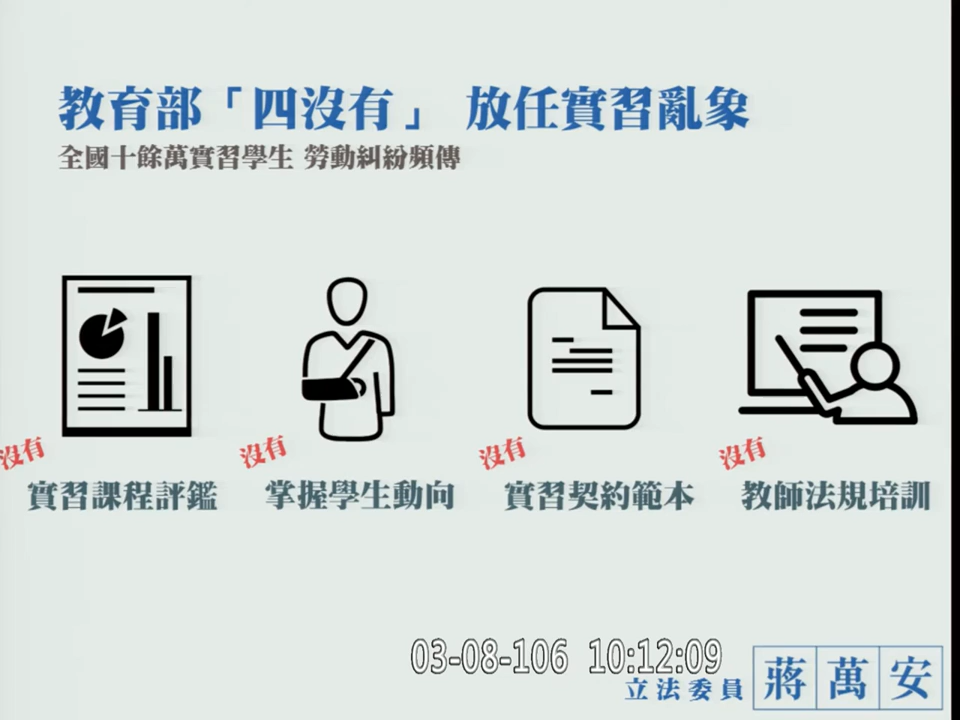 教育部「四沒有」 放任實習亂象
全國十餘萬實習學生 勞動糾紛頻傳
沒有 沒有 沒有 沒有
實習課程評鑑 掌握學生動向 實習契約範本 教師法規培訓
03-08-106 10:12:09
立法委員 蔣萬安